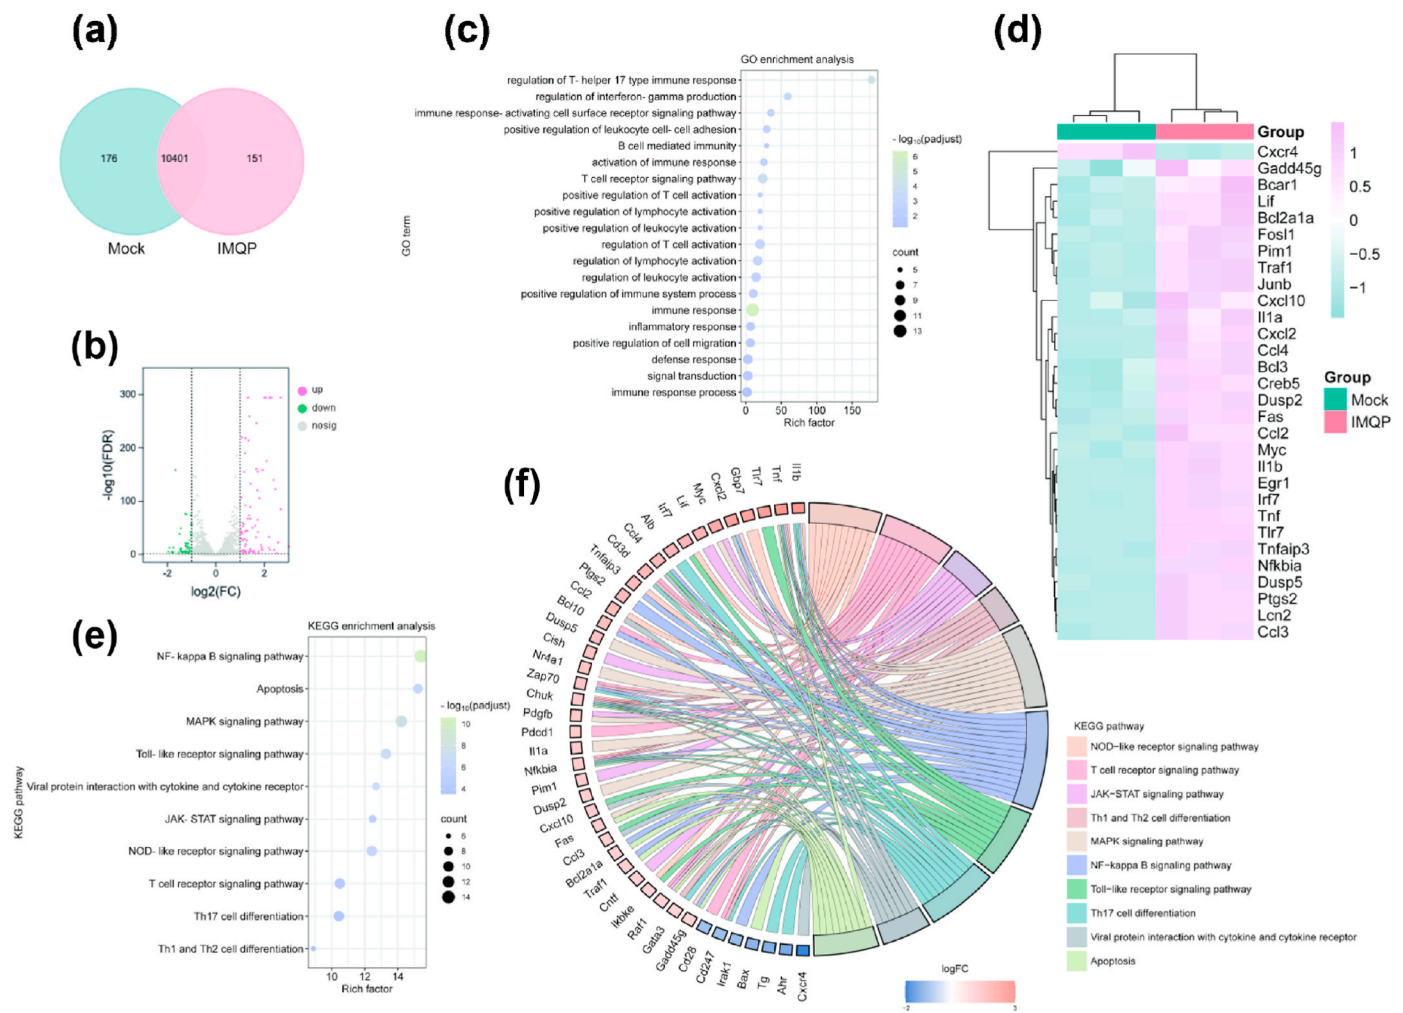 (a)
176
10401
151
Mock
IMQP
(b)
300
200
100
0
-2
0
2
-log10(FDR)
log2(FC)
up
down
nosig
(c)
GO enrichment analysis
GO term
regulation of T- helper 17 type immune response
regulation of interferon- gamma production
immune response- activating cell surface receptor signaling pathway
positive regulation of leukocyte cell- cell adhesion
B cell mediated immunity
activation of immune response
T cell receptor signaling pathway
positive regulation of T cell activation
positive regulation of lymphocyte activation
positive regulation of leukocyte activation
regulation of T cell activation
regulation of lymphocyte activation
regulation of leukocyte activation
positive regulation of immune system process
immune response
inflammatory response
positive regulation of cell migration
defense response
signal transduction
immune response process
0
50
100
150
Rich factor
- log10(padjust)
6
5
4
3
2
count
5
7
9
11
13
(d)
Group
Cxcr4
Gadd45g
Bcar1
Lif
Bcl2a1a
Fosl1
Pim1
Traf1
Junb
Cxcl10
Il1a
Cxcl2
Ccl4
Bcl3
Creb5
Dusp2
Fas
Ccl2
Myc
Il1b
Egr1
Irf7
Tnf
Tlr7
Tnfaip3
Nfkbia
Dusp5
Ptgs2
Lcn2
Ccl3
1
0.5
0
−0.5
−1
Group
Mock
IMQP
(e)
KEGG enrichment analysis
KEGG pathway
NF- kappa B signaling pathway
Apoptosis
MAPK signaling pathway
Toll- like receptor signaling pathway
Viral protein interaction with cytokine and cytokine receptor
JAK- STAT signaling pathway
NOD- like receptor signaling pathway
T cell receptor signaling pathway
Th17 cell differentiation
Th1 and Th2 cell differentiation
10
12
14
Rich factor
- log10(padjust)
10
8
6
4
count
6
8
10
12
14
(f)
Il1b
Tnf
Tlr7
Gbp7
Cxcl2
Myc
Lif
Irf7
Alb
Ccl4
Cd3d
Tnfaip3
Ptgs2
Ccl2
Bcl10
Dusp5
Cish
Nr4a1
Zap70
Chuk
Pdgfb
Pdcd1
Il1a
Nfkbia
Pim1
Dusp2
Cxcl10
Fas
Ccl3
Bcl2a1a
Traf1
Cntf
Ikbke
Raf1
Gata3
Gadd45g
Cd28
Cd247
Irak1
Bax
Tg
Ahr
Cxcr4
logFC
-2
3
KEGG pathway
NOD−like receptor signaling pathway
T cell receptor signaling pathway
JAK−STAT signaling pathway
Th1 and Th2 cell differentiation
MAPK signaling pathway
NF−kappa B signaling pathway
Toll−like receptor signaling pathway
Th17 cell differentiation
Viral protein interaction with cytokine and cytokine receptor
Apoptosis